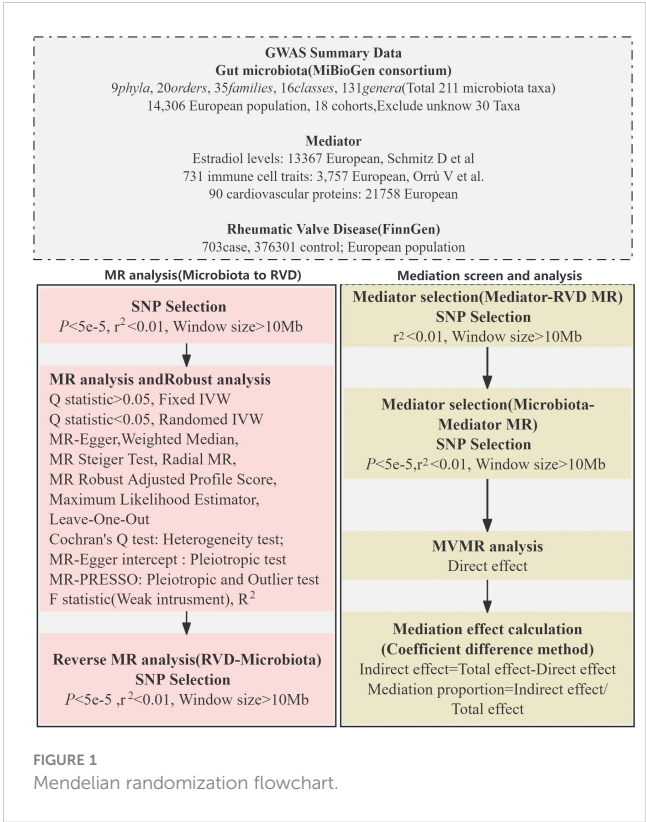 GWAS Summary Data
Gut microbiota(MiBioGen consortium)
9phyla, 20orders, 35families, 16classes, 131genera(Total 211 microbiota taxa)
14,306 European population, 18 cohorts,Exclude unknow 30 Taxa
Mediator
Estradiol levels: 13367 European, Schmitz D et al
731 immune cell traits: 3,757 European, Orrù V et al.
90 cardiovascular proteins: 21758 European
Rheumatic Valve Disease(FinnGen)
703case, 376301 control; European population
MR analysis(Microbiota to RVD)
SNP Selection
P<5e-5, r²<0.01, Window size>10Mb
MR analysis andRobust analysis
Q statistic>0.05, Fixed IVW
Q statistic<0.05, Randomed IVW
MR-Egger,Weighted Median,
MR Steiger Test, Radial MR,
MR Robust Adjusted Profile Score,
Maximum Likelihood Estimator,
Leave-One-Out
Cochran's Q test: Heterogeneity test;
MR-Egger intercept : Pleiotropic test
MR-PRESSO: Pleiotropic and Outlier test
F statistic(Weak intrusment), R²
Reverse MR analysis(RVD-Microbiota)
SNP Selection
P<5e-5 ,r²<0.01, Window size>10Mb
Mediation screen and analysis
Mediator selection(Mediator-RVD MR)
SNP Selection
r²<0.01, Window size>10Mb
Mediator selection(Microbiota-
Mediator MR)
SNP Selection
P<5e-5,r²<0.01, Window size>10Mb
MVMR analysis
Direct effect
Mediation effect calculation
(Coefficient difference method)
Indirect effect=Total effect-Direct effect
Mediation proportion=Indirect effect/
Total effect
FIGURE 1
Mendelian randomization flowchart.